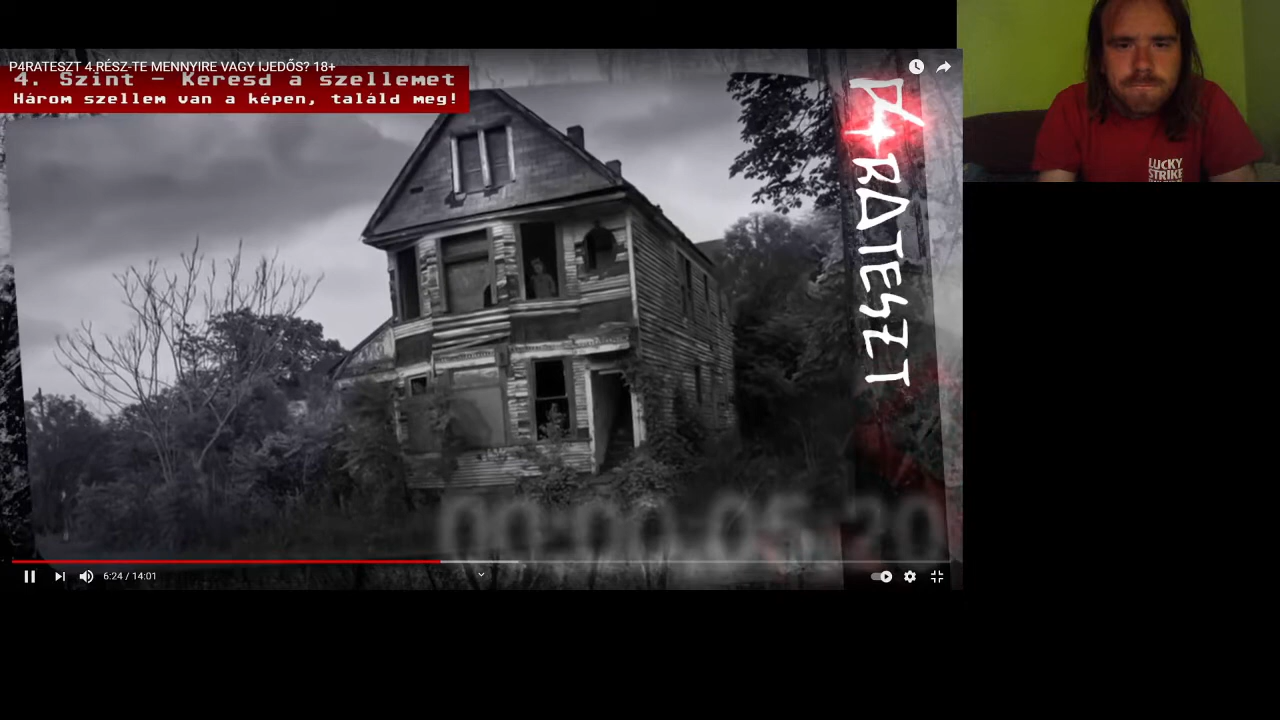 P4RATESZT 4.RÉSZ-TE MENNYIRE VAGY IJEDŐS? 18+
4. Szint - Keresd a szellemet
Három szellem van a képen, találd meg!
P4RATESZT
LUCKY
STRIKE
00:00:05:20
6:24 / 14:01